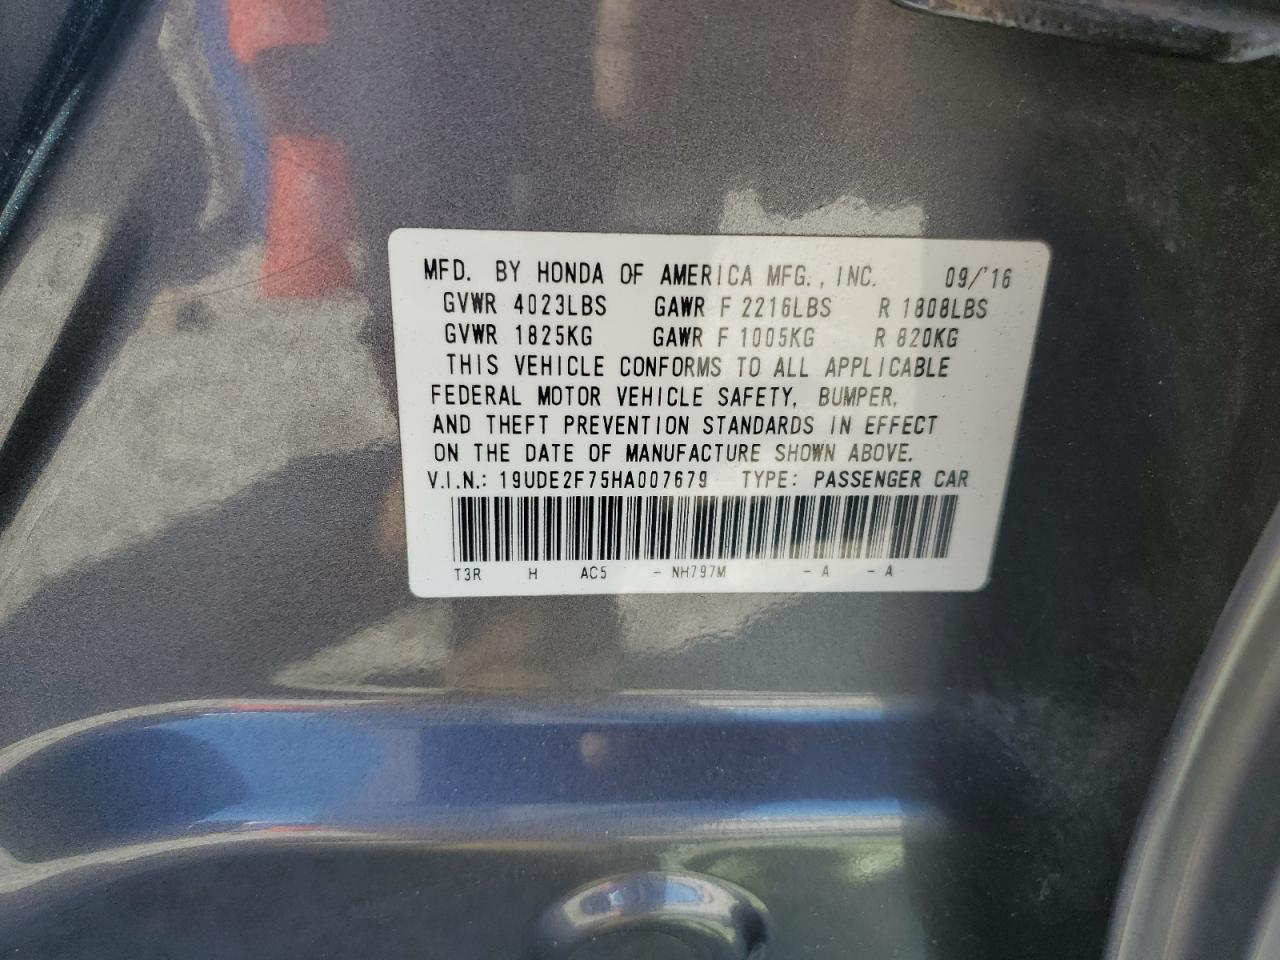 MFD. BY HONDA OF AMERICA MFG., INC. 09/'16
GVWR 4023LBS GAWR F 2216LBS R 1808LBS
GVWR 1825KG GAWR F 1005KG R 820KG
THIS VEHICLE CONFORMS TO ALL APPLICABLE
FEDERAL MOTOR VEHICLE SAFETY, BUMPER,
AND THEFT PREVENTION STANDARDS IN EFFECT
ON THE DATE OF MANUFACTURE SHOWN ABOVE.
V.I.N.: 19UDE2F75HA007679 TYPE: PASSENGER CAR
T3R H AC5 - NH797M - A - A